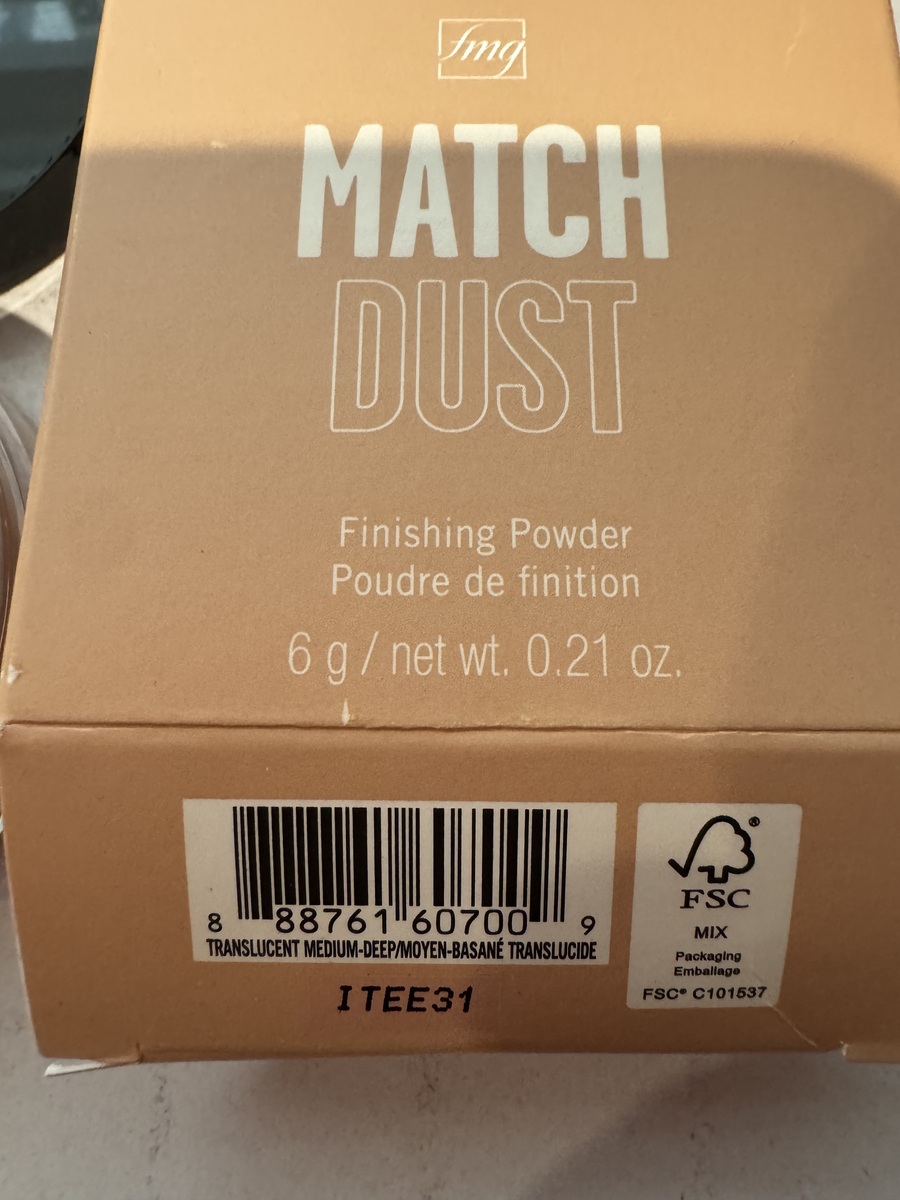 fmg
MATCH
DUST
Finishing Powder
Poudre de finition
6 g / net wt. 0.21 oz.
8 88761 60700 9
TRANSLUCENT MEDIUM-DEEP/MOYEN-BASANÉ TRANSLUCIDE
ITEE31
®
FSC
MIX
Packaging
Emballage
FSC® C101537